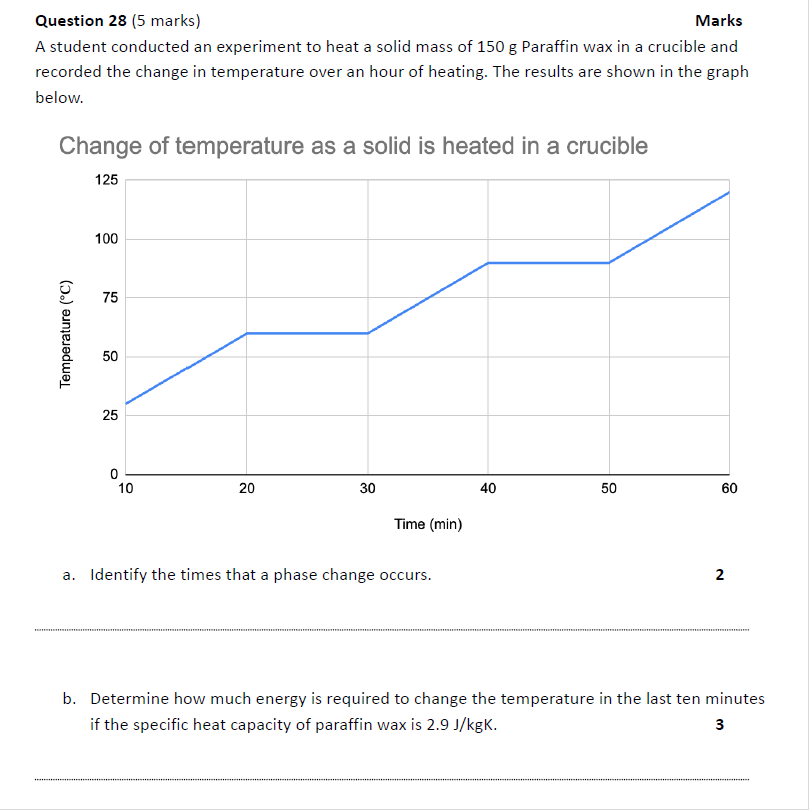 Question 28 (5 marks) Marks
A student conducted an experiment to heat a solid mass of 150 g Paraffin wax in a crucible and
recorded the change in temperature over an hour of heating. The results are shown in the graph
below.
Change of temperature as a solid is heated in a crucible
125
100
75
50
25
0
Temperature (°C)
10 20 30 40 50 60
Time (min)
a. Identify the times that a phase change occurs. 2
b. Determine how much energy is required to change the temperature in the last ten minutes
if the specific heat capacity of paraffin wax is 2.9 J/kgK. 3